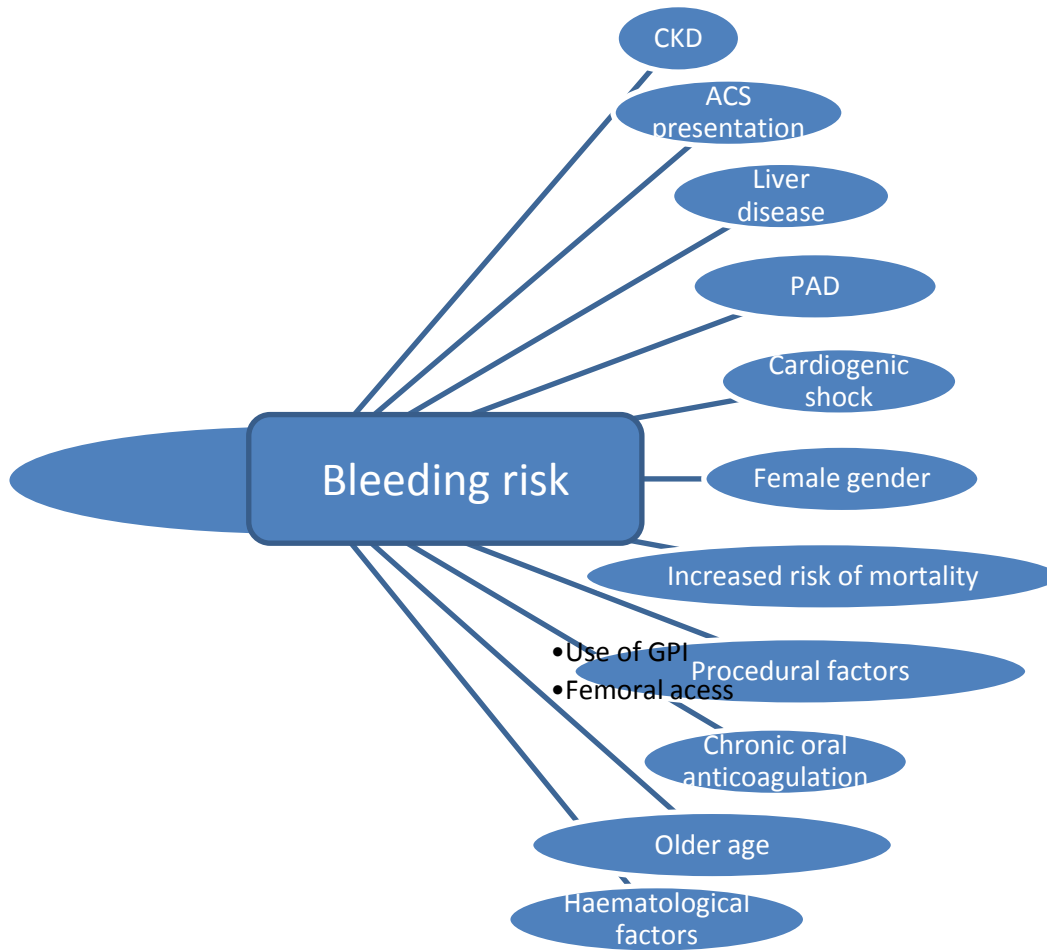 CKD
ACS
presentation
Liver
disease
PAD
Cardiogenic
shock
Bleeding risk
Female gender
Increased risk of mortality
•Use of GPI
•Femoral acess
Procedural factors
Chronic oral
anticoagulation
Older age
Haematological
factors